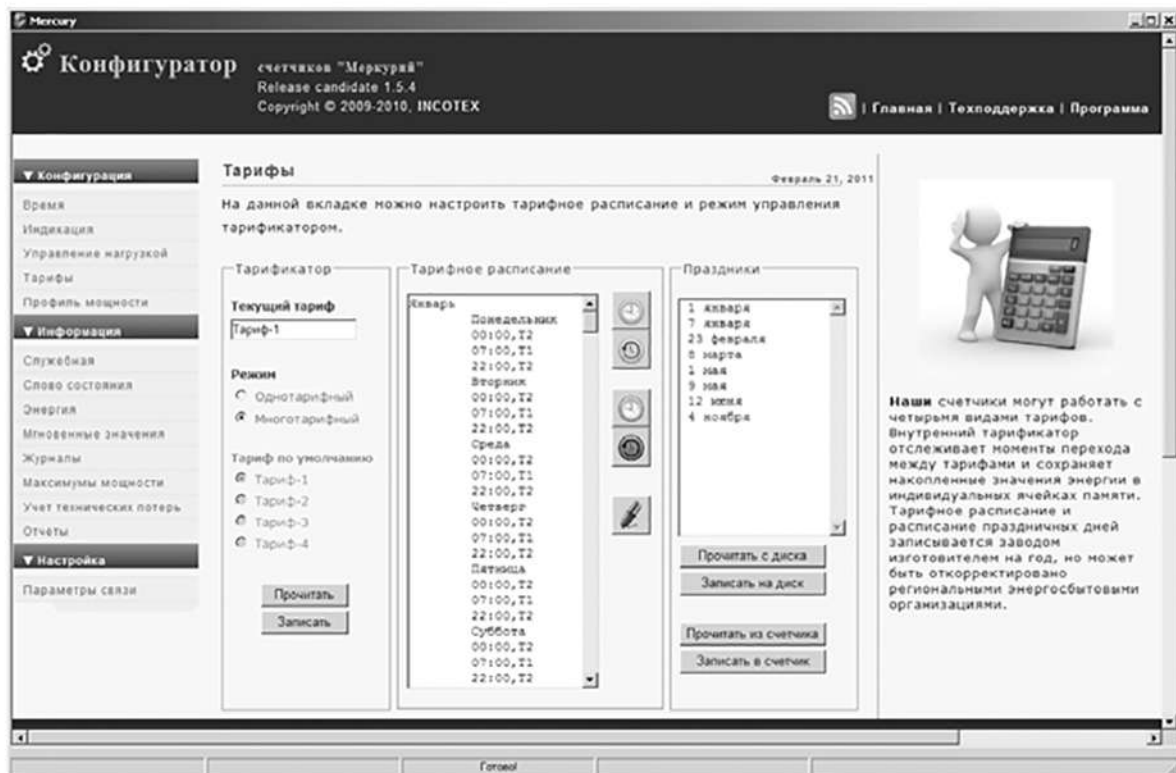 Mercury
Конфигуратор
счетчиков "Меркурий"
Release candidate 1.5.4
Copyright © 2009-2010, INCOTEX
| Главная | Техподдержка | Программа
▼ Конфигурация
Время
Индикация
Управление нагрузкой
Тарифы
Профиль мощности
▼ Информация
Служебная
Слово состояния
Энергия
Мгновенные значения
Журналы
Максимумы мощности
Учет технических потерь
Отчеты
▼ Настройка
Параметры связи
Тарифы
Февраль 21, 2011
На данной вкладке можно настроить тарифное расписание и режим управления
тарификатором.
Тарификатор
Текущий тариф
Тариф-1
Режим
Однотарифный
Многотарифный
Тариф по умолчанию
Тариф-1
Тариф-2
Тариф-3
Тариф-4
Прочитать
Записать
Тарифное расписание
Январь
Понедельник
00:00,T2
07:00,T1
22:00,T2
Вторник
00:00,T2
07:00,T1
22:00,T2
Среда
00:00,T2
07:00,T1
22:00,T2
Четверг
00:00,T2
07:00,T1
22:00,T2
Пятница
00:00,T2
07:00,T1
22:00,T2
Суббота
00:00,T2
07:00,T1
22:00,T2
Праздники
1 января
7 января
23 февраля
8 марта
1 мая
9 мая
12 июня
4 ноября
Прочитать с диска
Записать на диск
Прочитать из счетчика
Записать в счетчик
Наши счетчики могут работать с
четырьмя видами тарифов.
Внутренний тарификатор
отслеживает моменты перехода
между тарифами и сохраняет
накопленные значения энергии в
индивидуальных ячейках памяти.
Тарифное расписание и
расписание праздничных дней
записывается заводом
изготовителем на год, но может
быть откорректировано
региональными энергосбытовыми
организациями.
Готово!